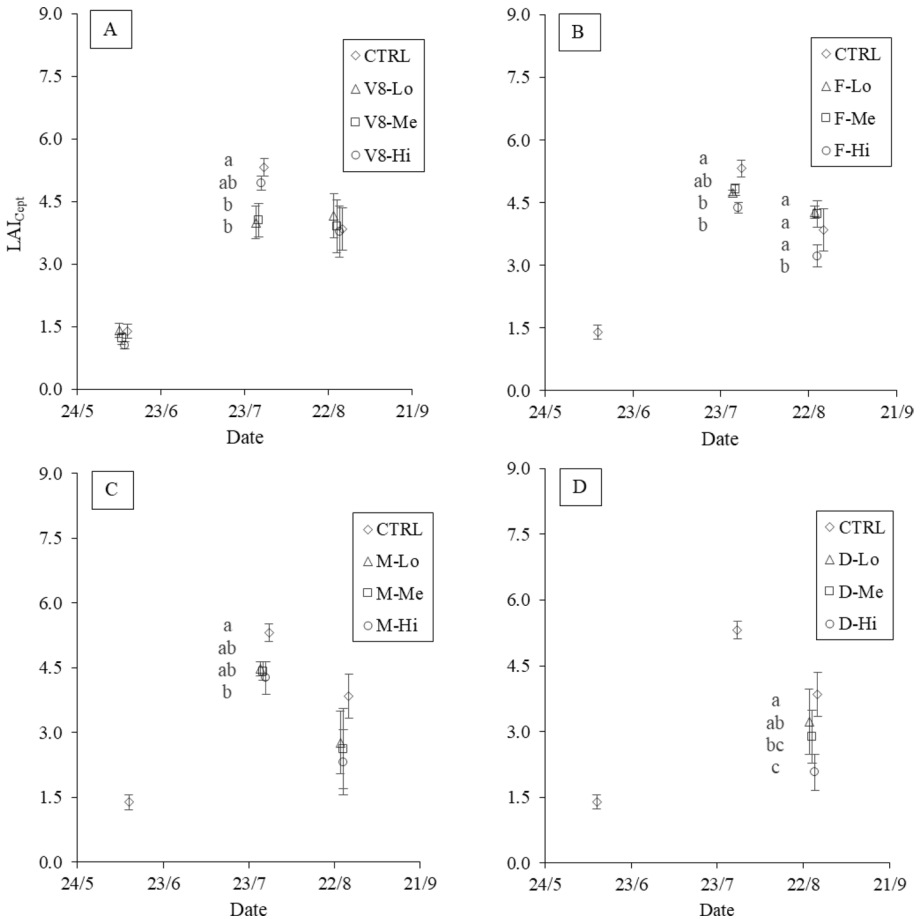 A
CTRL
V8-Lo
V8-Me
V8-Hi
9.0
7.5
6.0
4.5
3.0
1.5
0.0
LAICept
a
ab
b
b
24/5 23/6 23/7 22/8 21/9
Date
B
CTRL
F-Lo
F-Me
F-Hi
9.0
7.5
6.0
4.5
3.0
1.5
0.0
a
ab
b
b
a
a
a
b
24/5 23/6 23/7 22/8 21/9
Date
C
CTRL
M-Lo
M-Me
M-Hi
9.0
7.5
6.0
4.5
3.0
1.5
0.0
a
ab
ab
b
24/5 23/6 23/7 22/8 21/9
Date
D
CTRL
D-Lo
D-Me
D-Hi
9.0
7.5
6.0
4.5
3.0
1.5
0.0
a
ab
bc
c
24/5 23/6 23/7 22/8 21/9
Date